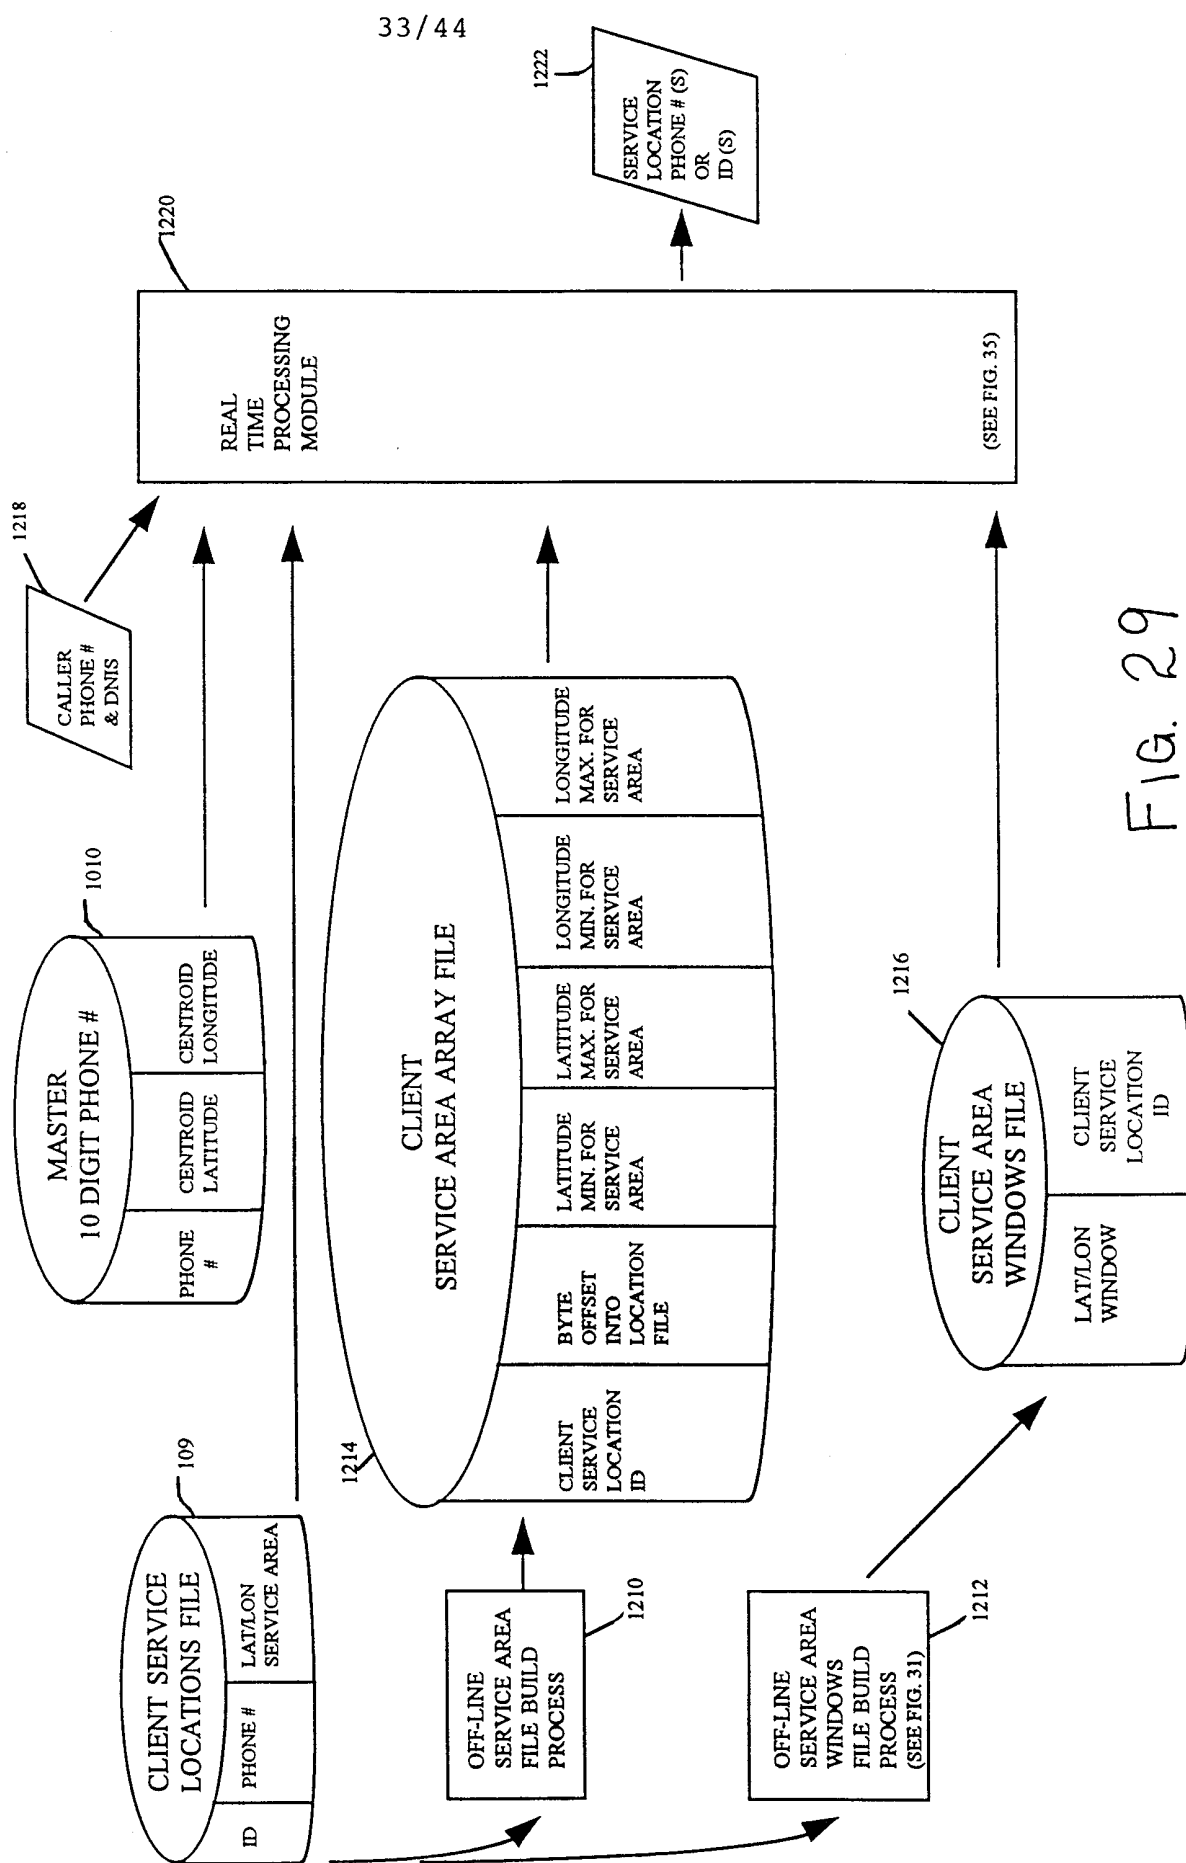 33/44
CLIENT SERVICE
LOCATIONS FILE
109
ID
PHONE #
LAT/LON
SERVICE AREA
MASTER
10 DIGIT PHONE #
1010
PHONE
#
CENTROID
LATITUDE
CENTROID
LONGITUDE
1218
CALLER
PHONE #
& DNIS
1220
REAL
TIME
PROCESSING
MODULE
(SEE FIG. 35)
1222
SERVICE
LOCATION
PHONE # (S)
OR
ID (S)
1214
CLIENT
SERVICE AREA ARRAY FILE
CLIENT
SERVICE
LOCATION
ID
BYTE
OFFSET
INTO
LOCATION
FILE
LATITUDE
MIN. FOR
SERVICE
AREA
LATITUDE
MAX. FOR
SERVICE
AREA
LONGITUDE
MIN. FOR
SERVICE
AREA
LONGITUDE
MAX. FOR
SERVICE
AREA
OFF-LINE
SERVICE AREA
FILE BUILD
PROCESS
1210
OFF-LINE
SERVICE AREA
WINDOWS
FILE BUILD
PROCESS
(SEE FIG. 31)
1212
1216
CLIENT
SERVICE AREA
WINDOWS FILE
LAT/LON
WINDOW
CLIENT
SERVICE
LOCATION
ID
FIG. 29